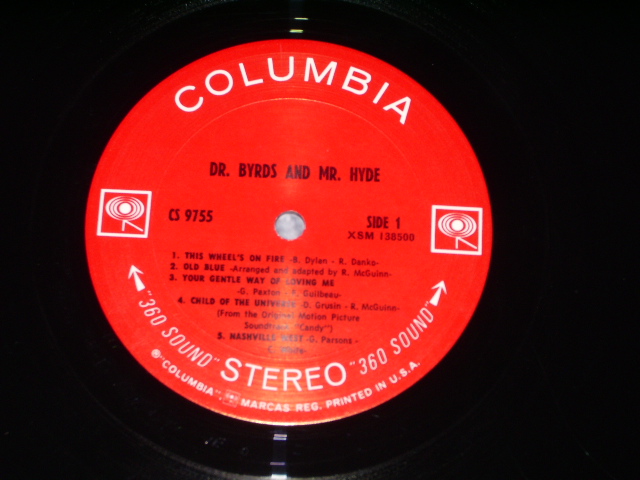 COLUMBIA
DR. BYRDS AND MR. HYDE
CS 9755
SIDE 1
XSM 138500
1. THIS WHEEL'S ON FIRE -B. Dylan - R. Danko-
2. OLD BLUE -Arranged and adapted by R. McGuinn-
3. YOUR GENTLE WAY OF LOVING ME
-G. Paxton - R. Guilbeau-
4. CHILD OF THE UNIVERSE -D. Grusin - R. McGuinn-
(From the Original Motion Picture
Soundtrack "Candy")
5. NASHVILLE WEST -G. Parsons -
"360 SOUND" STEREO "360 SOUND"
℗ "COLUMBIA", MARCAS REG. PRINTED IN U.S.A.